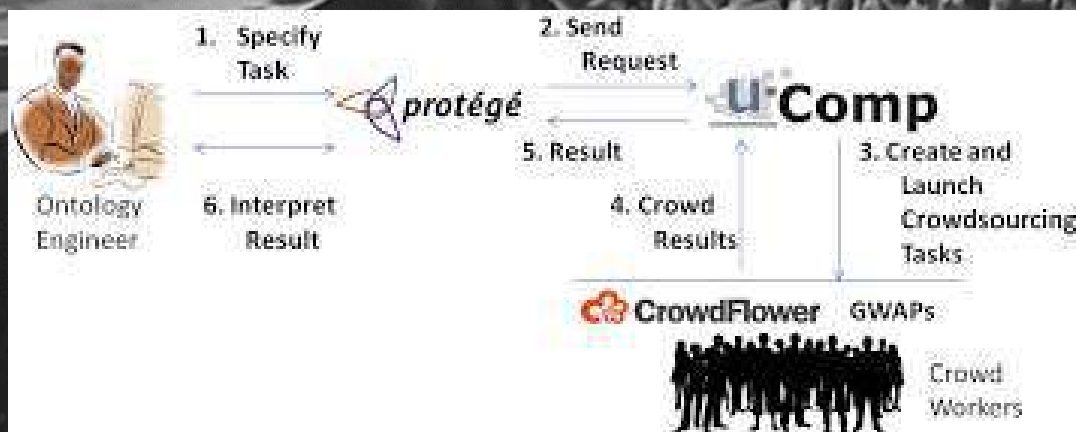 1. Specify
Task
2. Send
Request
protégé
uComp
5. Result
3. Create and
Launch
Crowdsourcing
Tasks
Ontology
Engineer
6. Interpret
Result
4. Crowd
Results
CrowdFlower
GWAPs
Crowd
Workers